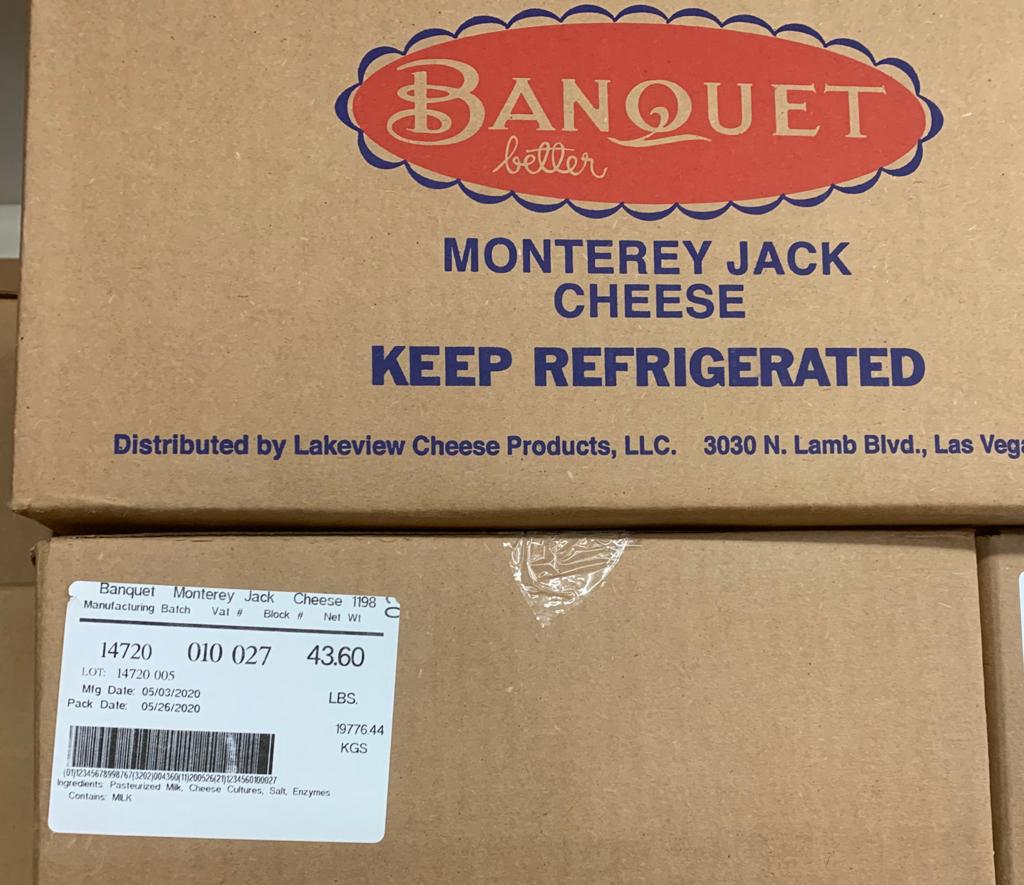 BANQUET
better
MONTEREY JACK
CHEESE
KEEP REFRIGERATED
Distributed by Lakeview Cheese Products, LLC. 3030 N. Lamb Blvd., Las Vega
Banquet Monterey Jack Cheese 1198
Manufacturing Batch Vat # Block # Net Wt
14720 010 027 43.60
LOT: 14720 005
LBS.
Mfg Date: 05/03/2020
Pack Date: 05/26/2020
19776.44
KGS
(01)12345678998767(3202)004360(11)200526(21)1234560100027
Ingredients: Pasteurized Milk, Cheese Cultures, Salt, Enzymes
Contains: MILK